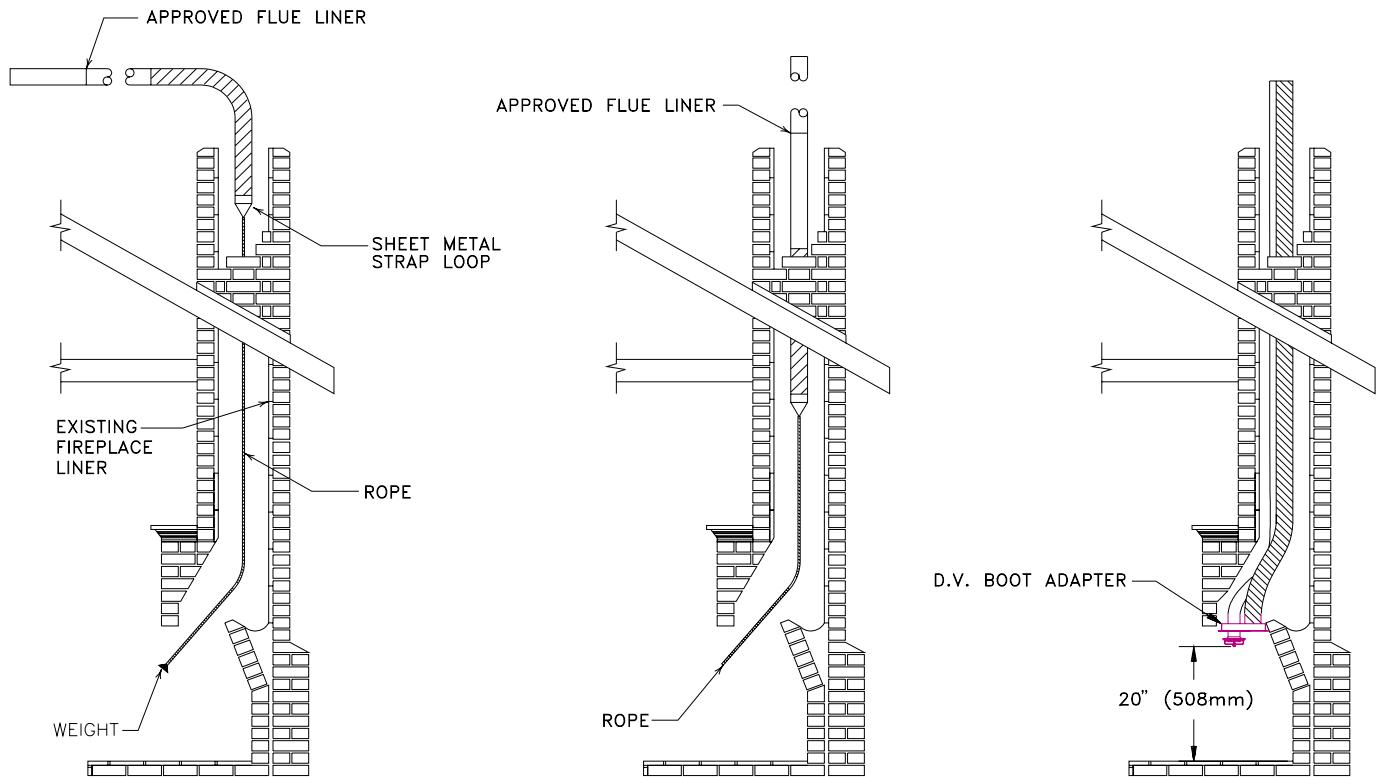 APPROVED FLUE LINER
SHEET METAL
STRAP LOOP
EXISTING
FIREPLACE
LINER
ROPE
WEIGHT
APPROVED FLUE LINER
ROPE
D.V. BOOT ADAPTER
20" (508mm)